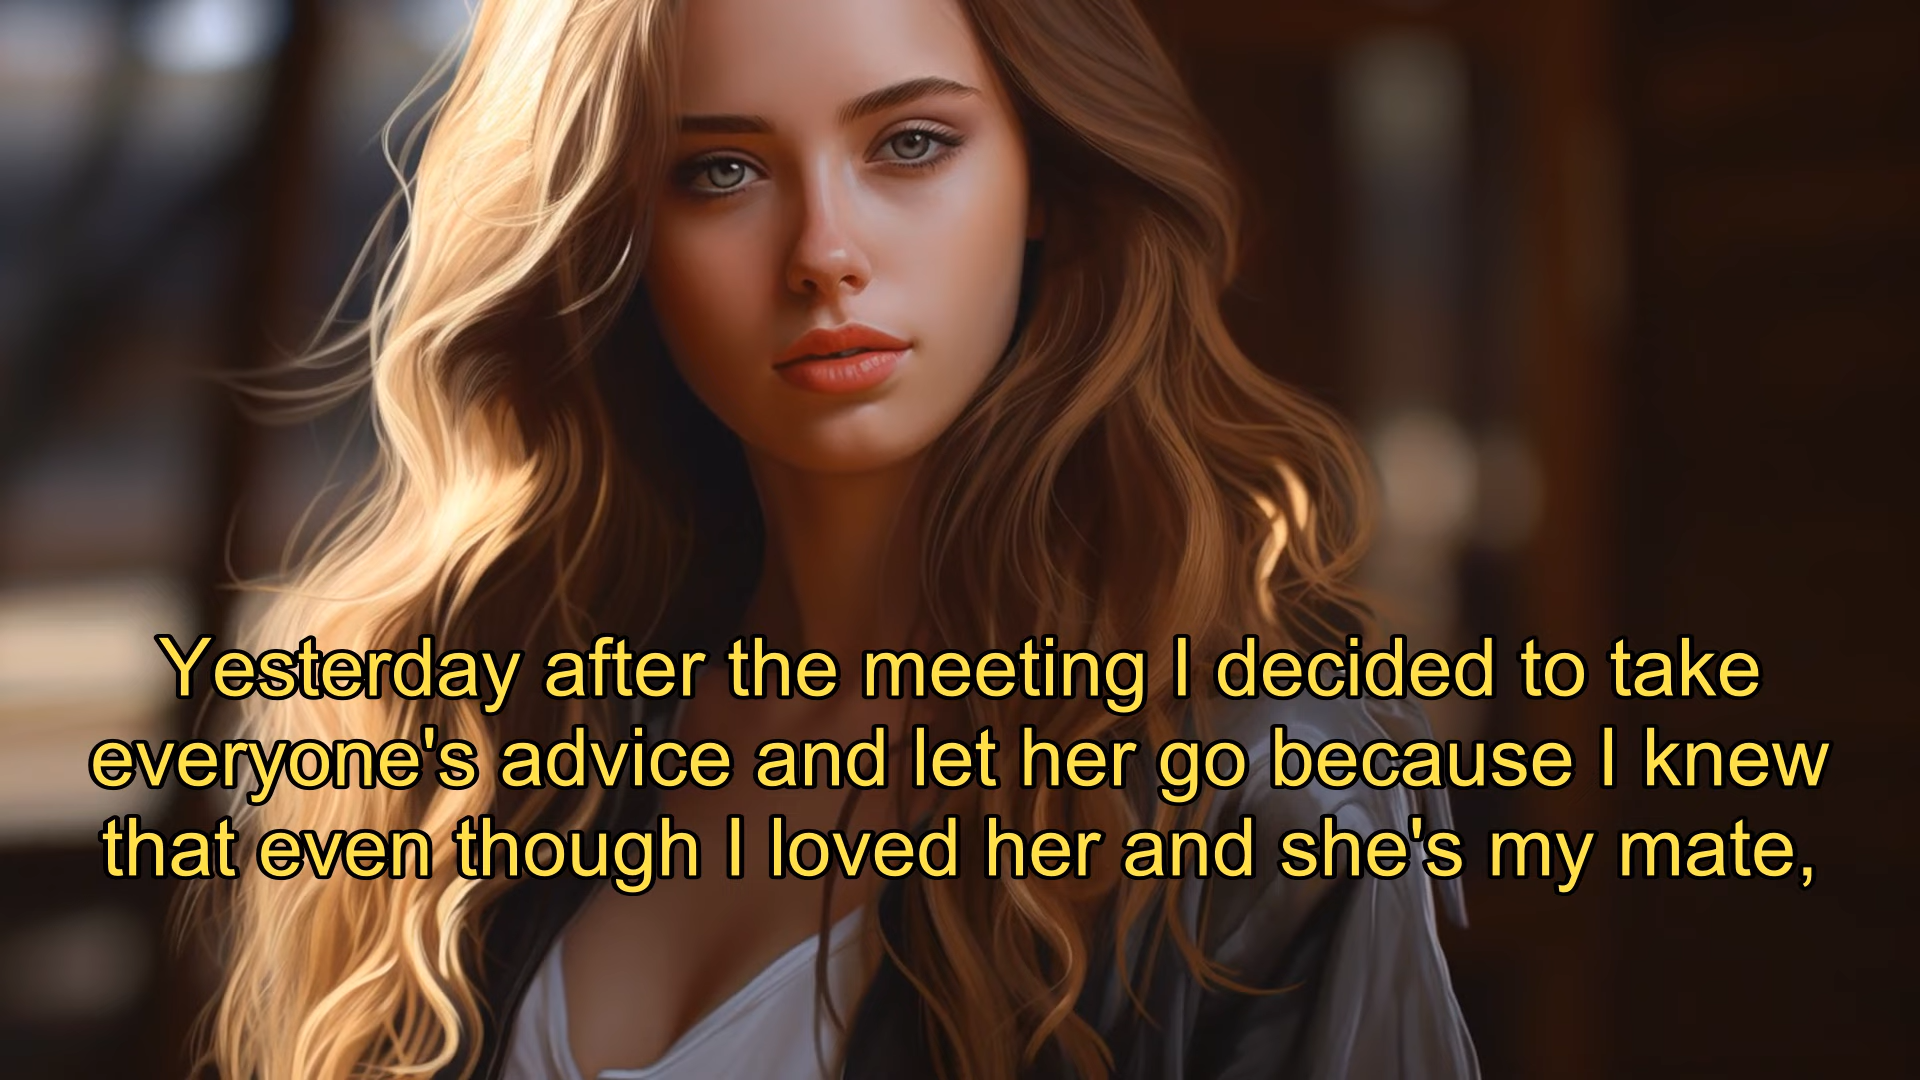 Yesterday after the meeting I decided to take
everyone's advice and let her go because I knew
that even though I loved her and she's my mate,